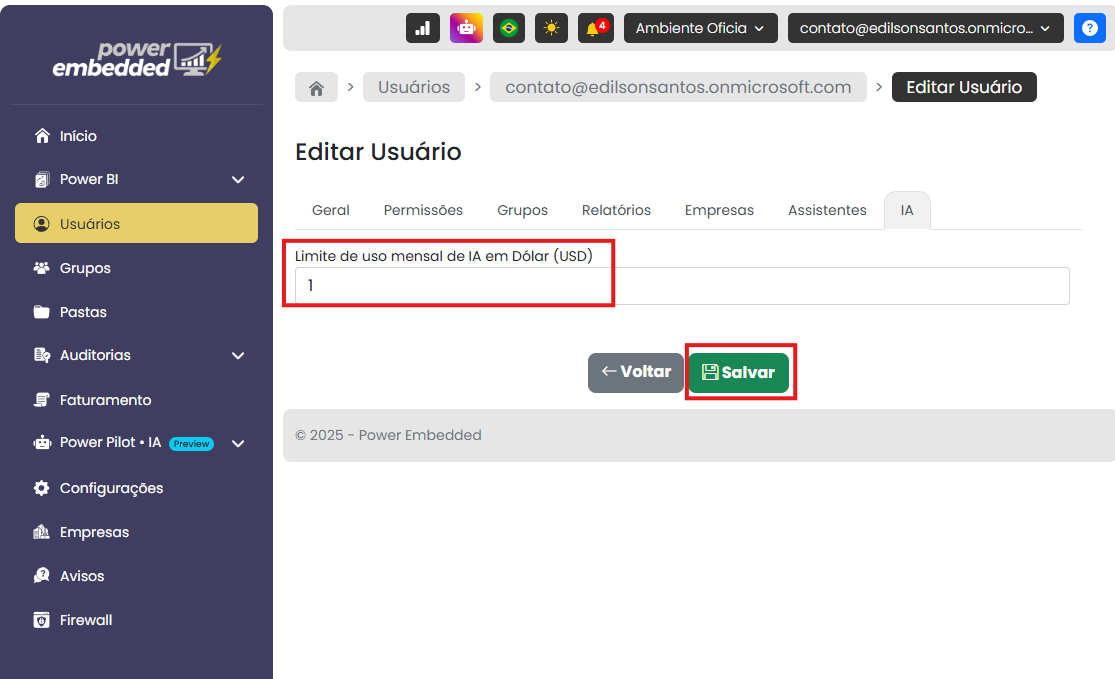 power
embedded
Início
Power BI
Usuários
Grupos
Pastas
Auditorias
Faturamento
Power Pilot • IA Preview
Configurações
Empresas
Avisos
Firewall
4
Ambiente Oficia
contato@edilsonsantos.onmicro...
?
> Usuários > contato@edilsonsantos.onmicrosoft.com > Editar Usuário
Editar Usuário
Geral Permissões Grupos Relatórios Empresas Assistentes IA
Limite de uso mensal de IA em Dólar (USD)
1
← Voltar
Salvar
© 2025 - Power Embedded